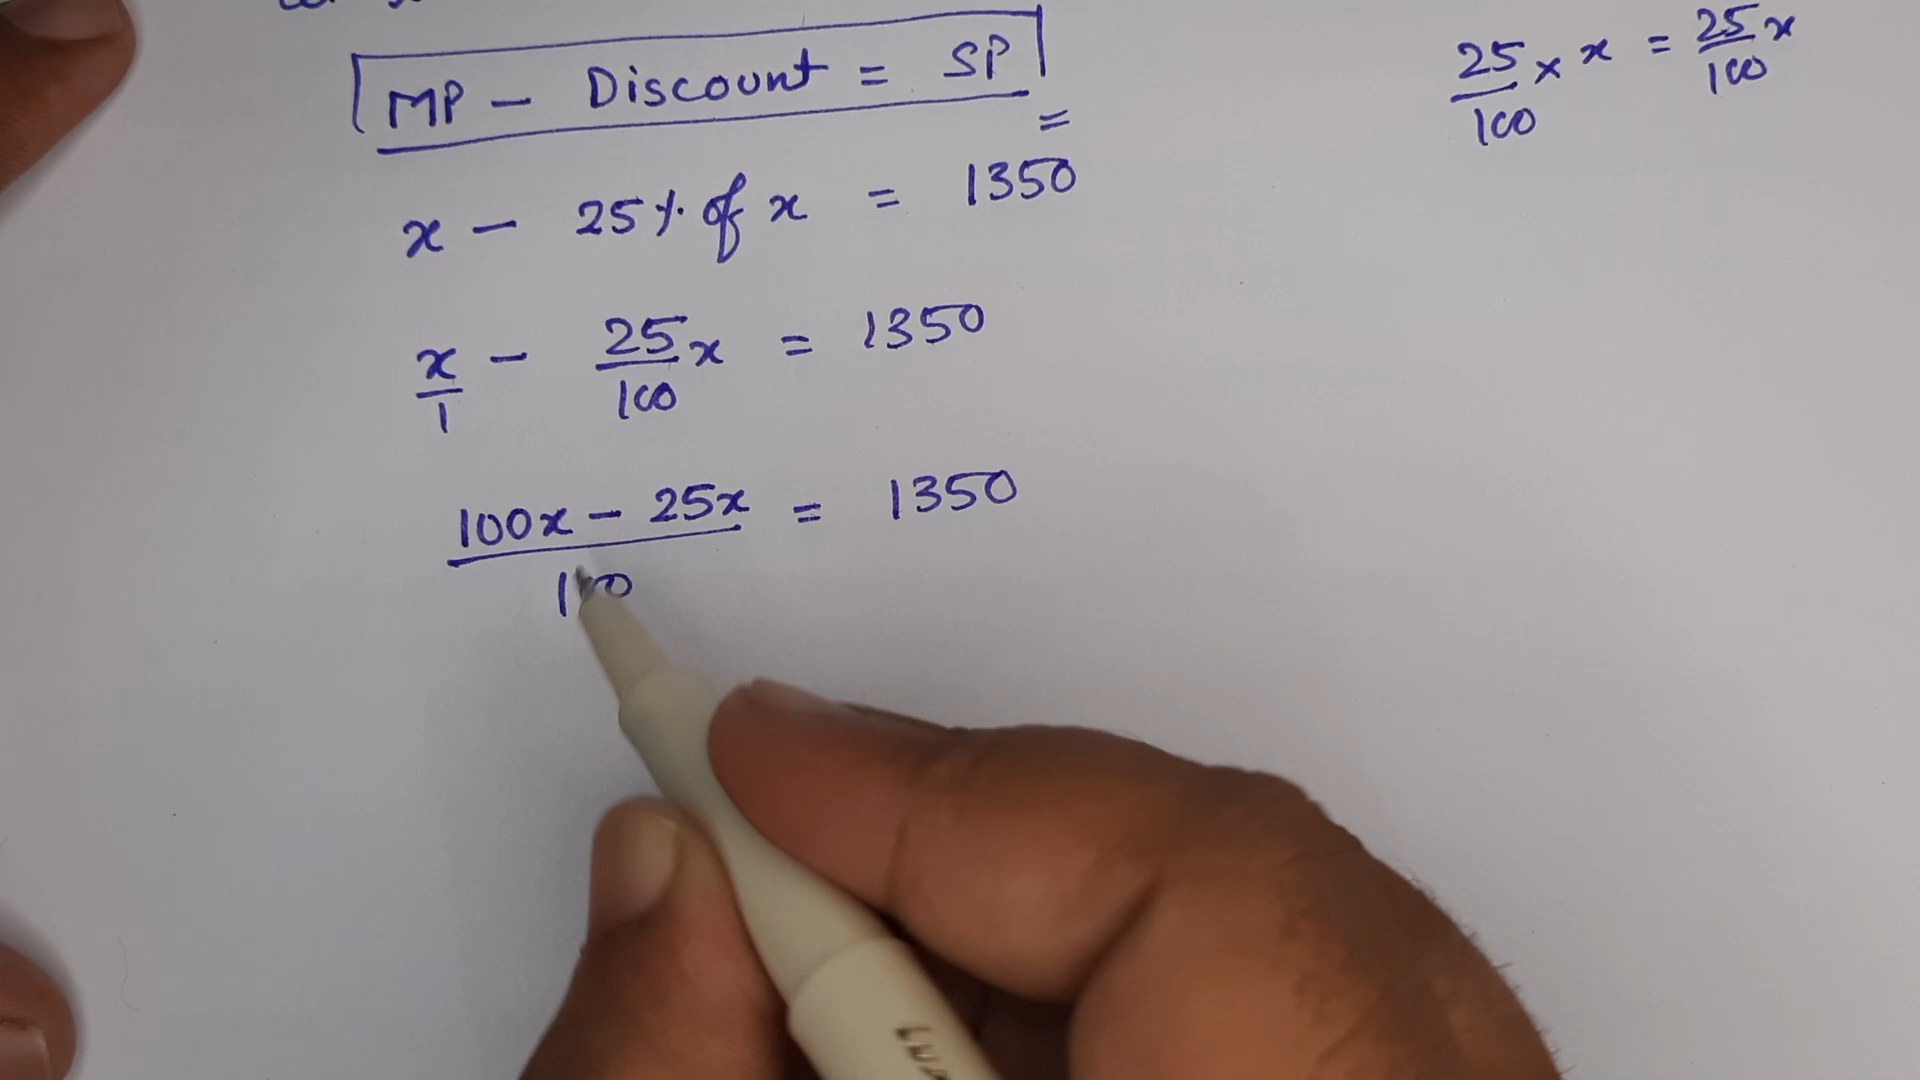 MP - Discount = SP
=
x - 25% of x = 1350
x/1 - 25/100 x = 1350
(100x - 25x)/100 = 1350
25/100 × x = 25/100 x